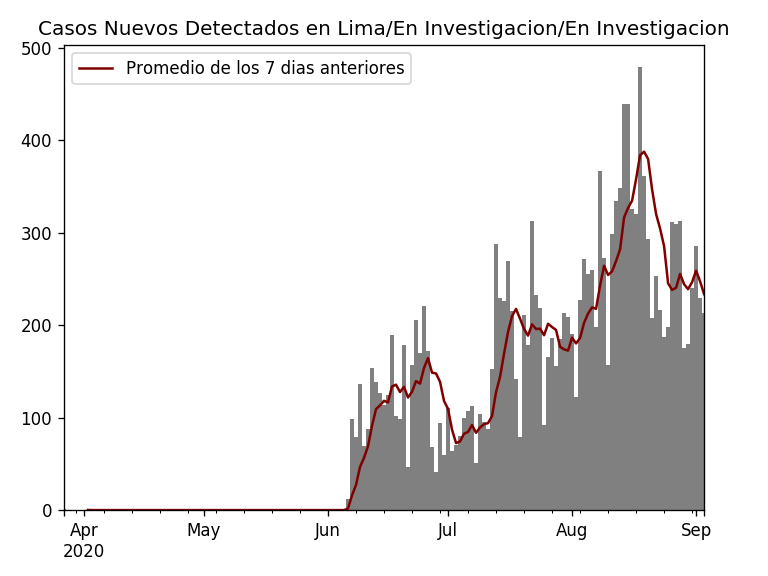 Casos Nuevos Detectados en Lima/En Investigacion/En Investigacion
Promedio de los 7 dias anteriores
500
400
300
200
100
0
Apr May Jun Jul Aug Sep
2020